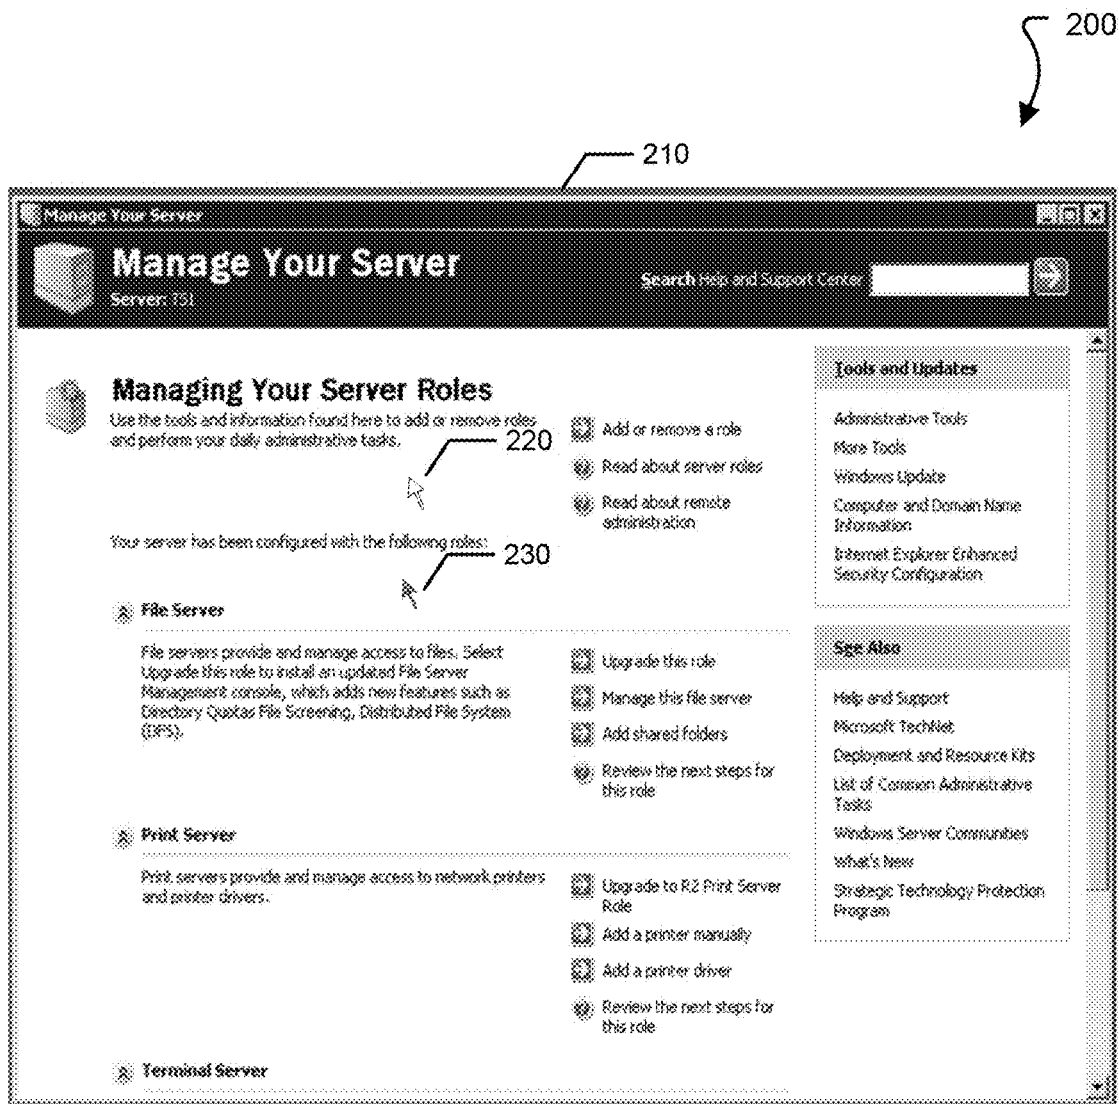 200
210
Manage Your Server
Manage Your Server
Server:
Search Help and Support Center
Managing Your Server Roles
Use the tools and information found here to add or remove roles
and perform your daily administrative tasks.
220
Add or remove a role
Read about server roles
Read about remote
administration
Your server has been configured with the following roles:
230
File Server
File servers provide and manage access to files. Select
Upgrade this role to install an updated File Server
Management console, which adds new features such as
Directory Quotas File Screening, Distributed File System
(DFS).
Upgrade this role
Manage this file server
Add shared folders
Review the next steps for
this role
Print Server
Print servers provide and manage access to network printers
and printer drivers.
Upgrade to R2 Print Server
Role
Add a printer manually
Add a printer driver
Review the next steps for
this role
Terminal Server
Tools and Updates
Administrative Tools
More Tools
Windows Update
Computer and Domain Name
Information
Internet Explorer Enhanced
Security Configuration
See Also
Help and Support
Microsoft TechNet
Deployment and Resource Kits
List of Common Administrative
Tasks
Windows Server Communities
What's New
Strategic Technology Protection
Program